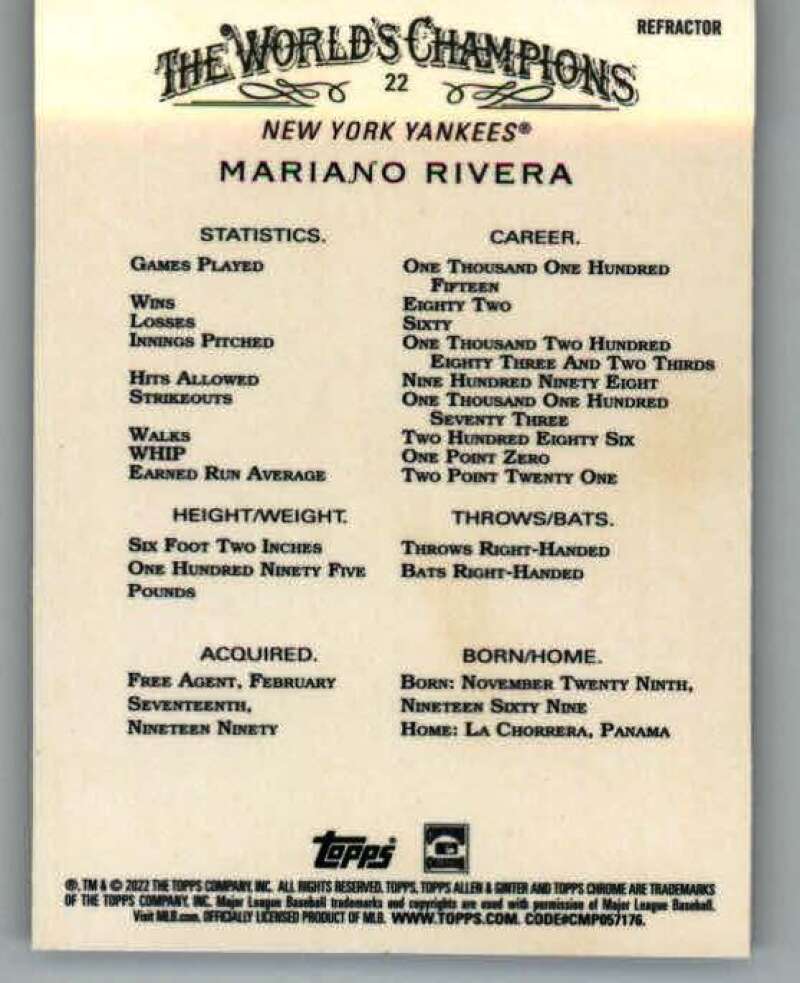 REFRACTOR
THE WORLD'S CHAMPIONS
22
NEW YORK YANKEES®
MARIANO RIVERA
STATISTICS. CAREER.
GAMES PLAYED ONE THOUSAND ONE HUNDRED
FIFTEEN
WINS EIGHTY TWO
LOSSES SIXTY
INNINGS PITCHED ONE THOUSAND TWO HUNDRED
EIGHTY THREE AND TWO THIRDS
HITS ALLOWED NINE HUNDRED NINETY EIGHT
STRIKEOUTS ONE THOUSAND ONE HUNDRED
SEVENTY THREE
WALKS TWO HUNDRED EIGHTY SIX
WHIP ONE POINT ZERO
EARNED RUN AVERAGE TWO POINT TWENTY ONE
HEIGHT/WEIGHT. THROWS/BATS.
SIX FOOT TWO INCHES THROWS RIGHT-HANDED
ONE HUNDRED NINETY FIVE BATS RIGHT-HANDED
POUNDS
ACQUIRED. BORN/HOME.
FREE AGENT, FEBRUARY BORN: NOVEMBER TWENTY NINTH,
SEVENTEENTH, NINETEEN SIXTY NINE
NINETEEN NINETY HOME: LA CHORRERA, PANAMA
Topps
®, TM & © 2022 THE TOPPS COMPANY, INC. ALL RIGHTS RESERVED. TOPPS, TOPPS ALLEN & GINTER AND TOPPS CHROME ARE TRADEMARKS
OF THE TOPPS COMPANY, INC. Major League Baseball trademarks and copyrights are used with permission of Major League Baseball.
Visit MLB.com. OFFICIALLY LICENSED PRODUCT OF MLB. WWW.TOPPS.COM. CODE#CMP057176.